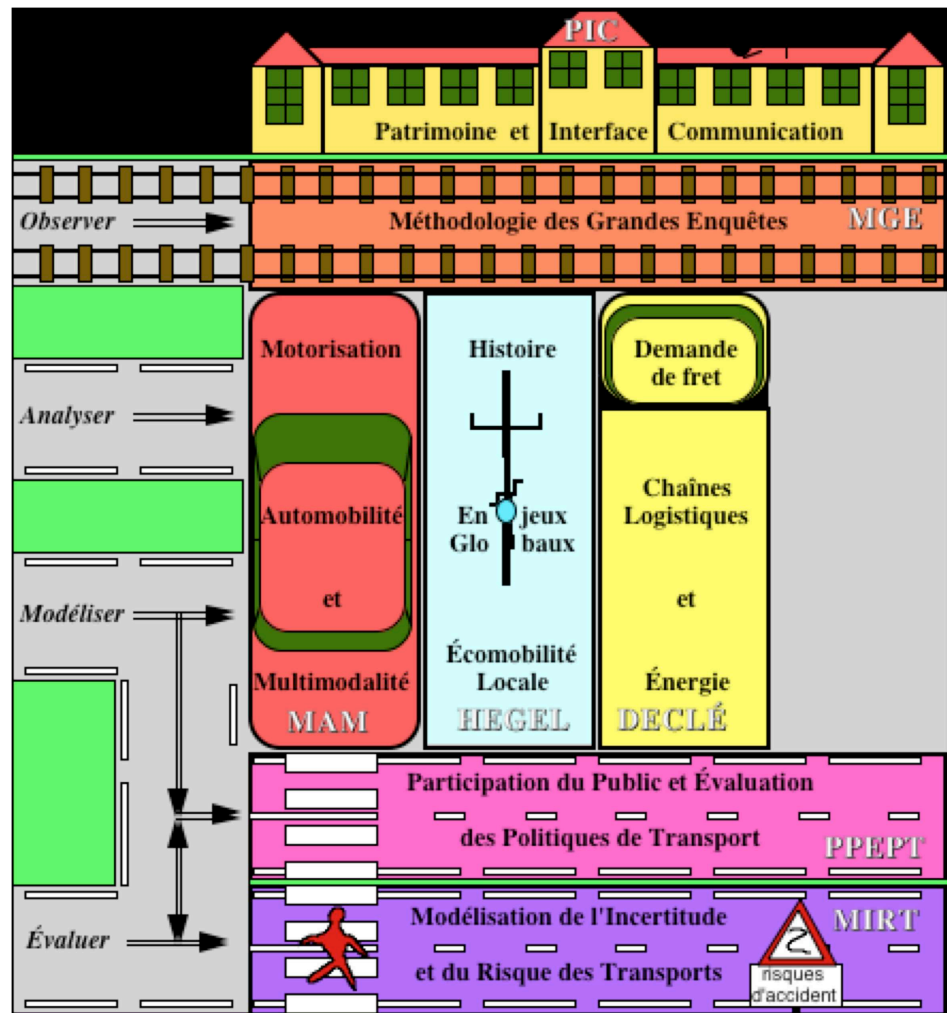 PIC
Patrimoine et Interface Communication
Observer
Méthodologie des Grandes Enquêtes
MGE
Motorisation
Histoire
Demande
de fret
Analyser
Automobilité
En jeux
Glo baux
Chaînes
Logistiques
Modéliser
et
et
Multimodalité
Écomobilité
Locale
Énergie
MAM
HEGEL
DECLÉ
Participation du Public et Évaluation
des Politiques de Transport
PPEPT
Évaluer
Modélisation de l'Incertitude
et du Risque des Transports
MIRT
risques
d'accident